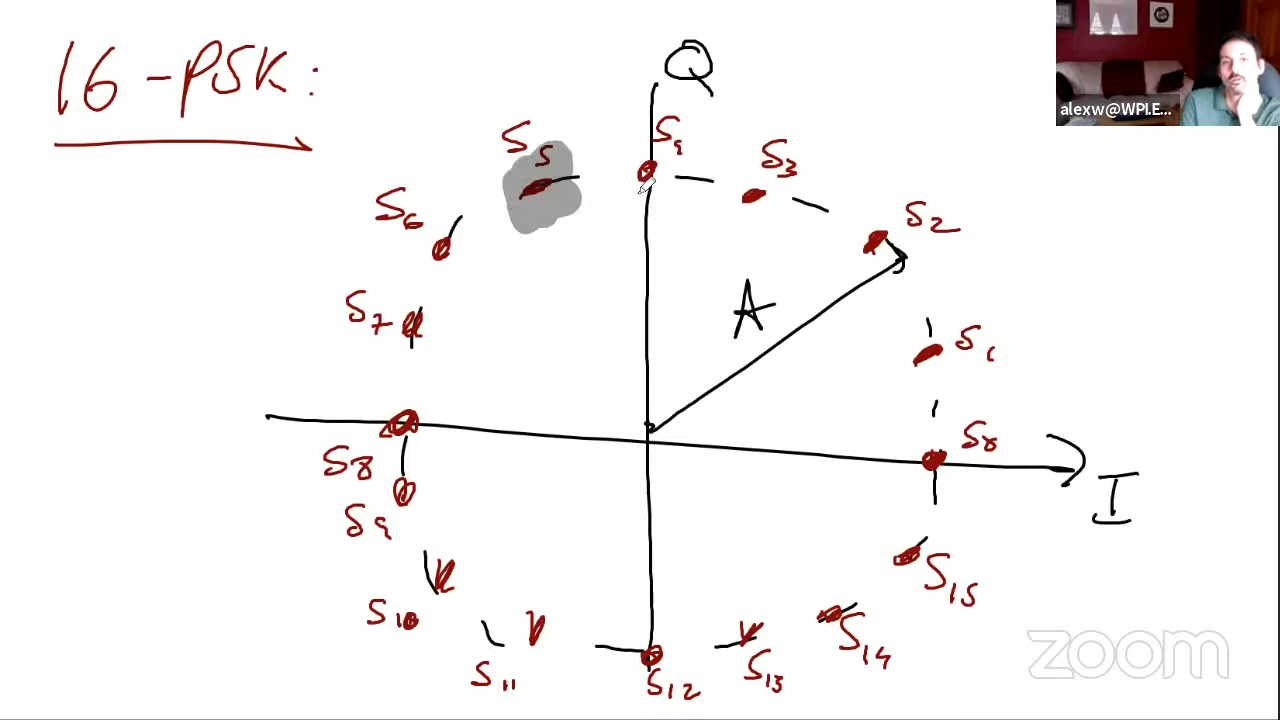 16-PSK:
Q
alexw@WPI.E...
S4
S3
S5
S2
S6
A
S7
S1
S0
S8
I
S9
S15
S10
S14
S11
S12
S13
zoom